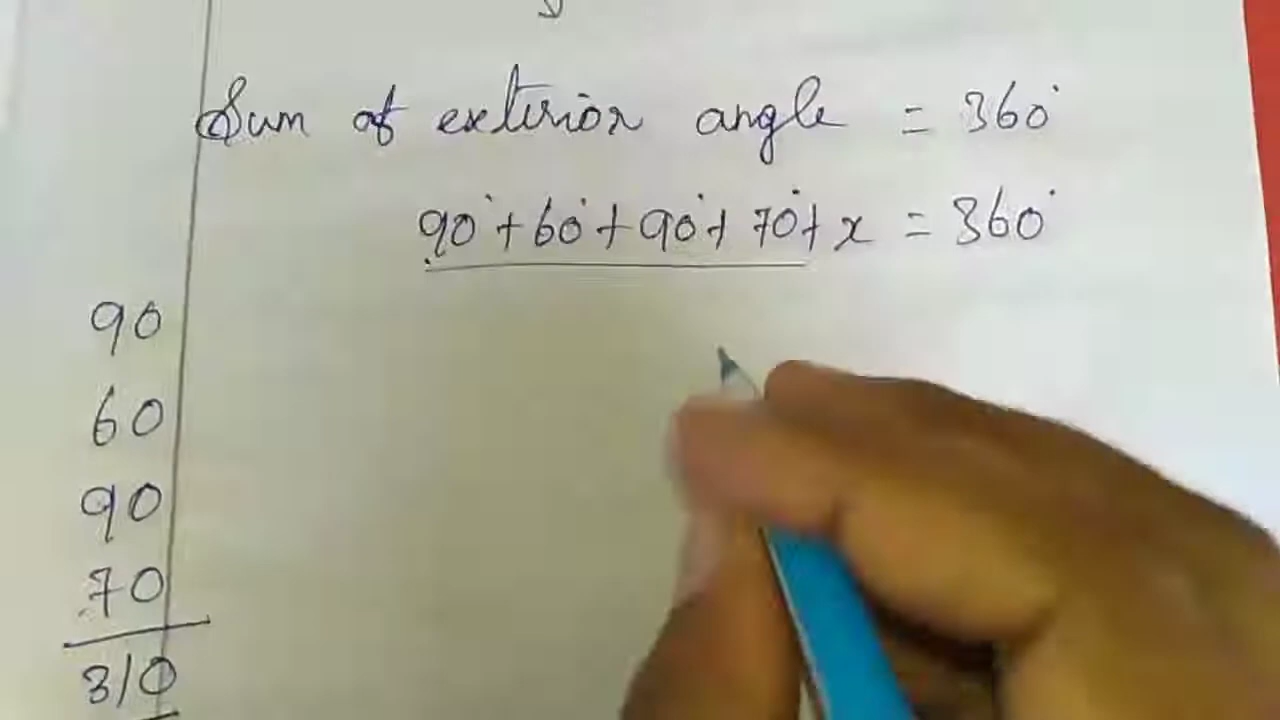 Sum of exterior angle = 360°
90° + 60° + 90° + 70° + x = 360°
90
60
90
70
310